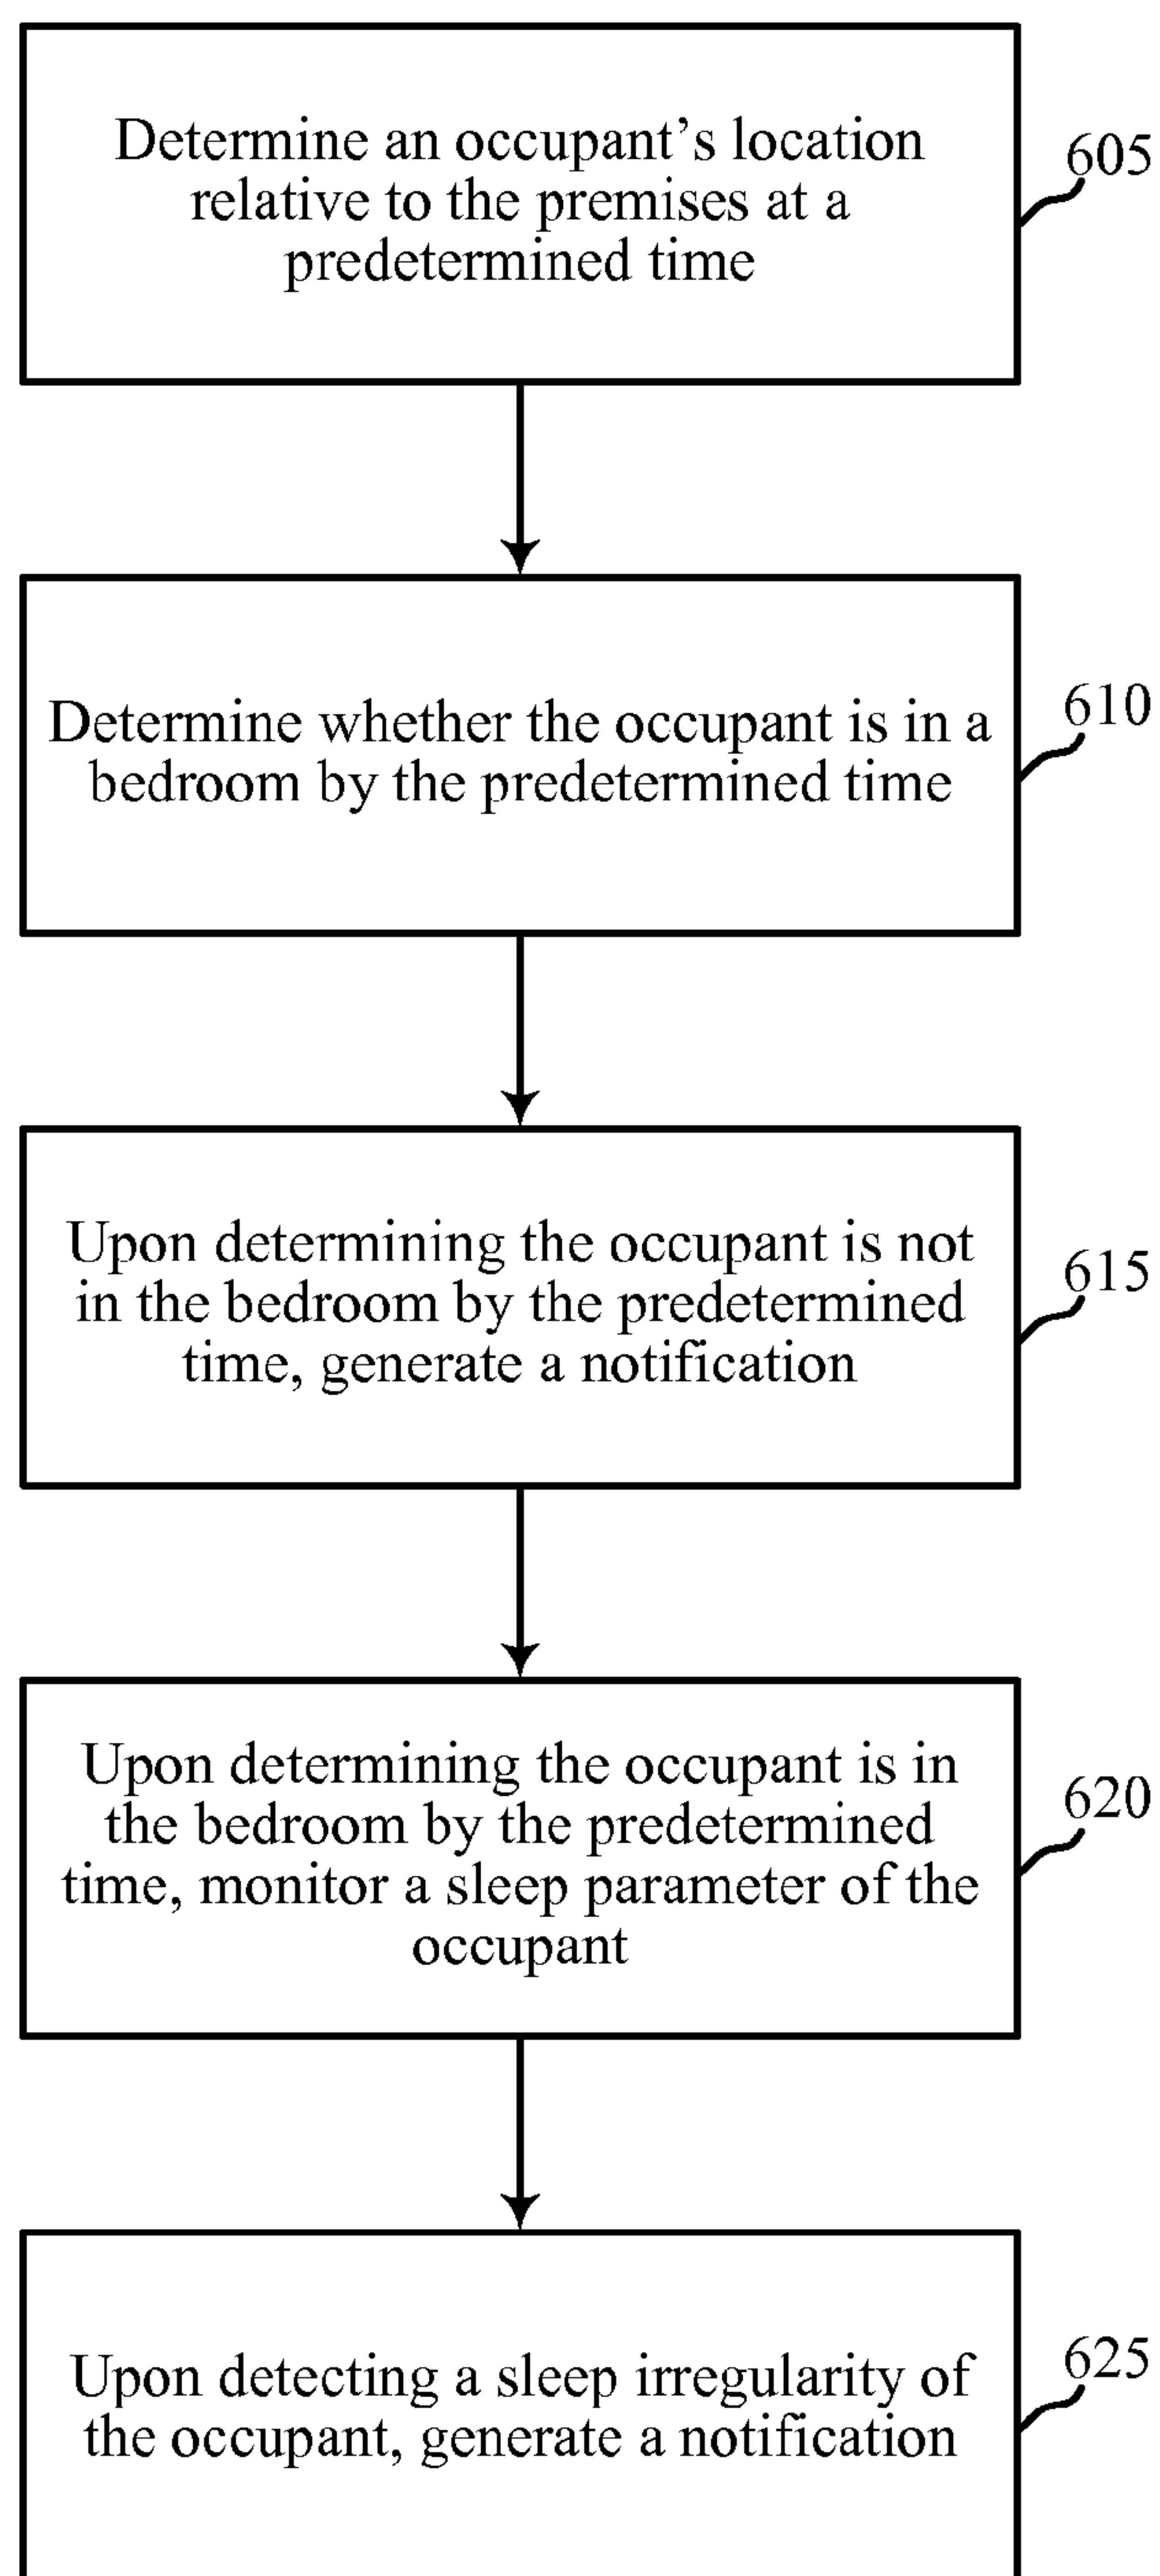 Determine an occupant's location
relative to the premises at a
predetermined time
605
Determine whether the occupant is in a
bedroom by the predetermined time
610
Upon determining the occupant is not
in the bedroom by the predetermined
time, generate a notification
615
Upon determining the occupant is in
the bedroom by the predetermined
time, monitor a sleep parameter of the
occupant
620
Upon detecting a sleep irregularity of
the occupant, generate a notification
625